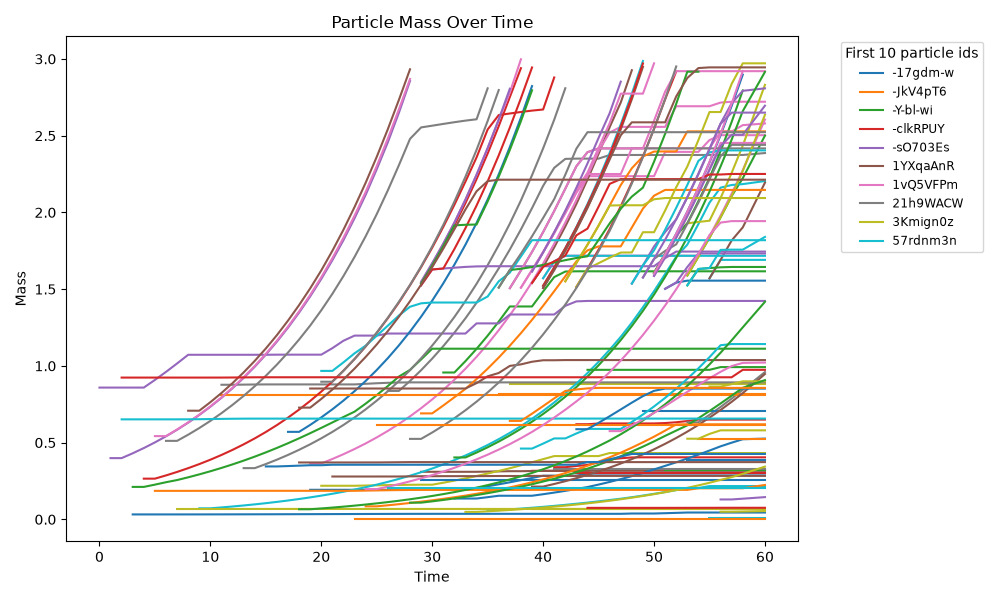 Particle Mass Over Time
Mass
3.0
2.5
2.0
1.5
1.0
0.5
0.0
0
10
20
30
40
50
60
Time
First 10 particle ids
-17gdm-w
-JkV4pT6
-Y-bl-wi
-clkRPUY
-sO703Es
1YXqaAnR
1vQ5VFPm
21h9WACW
3Kmign0z
57rdnm3n